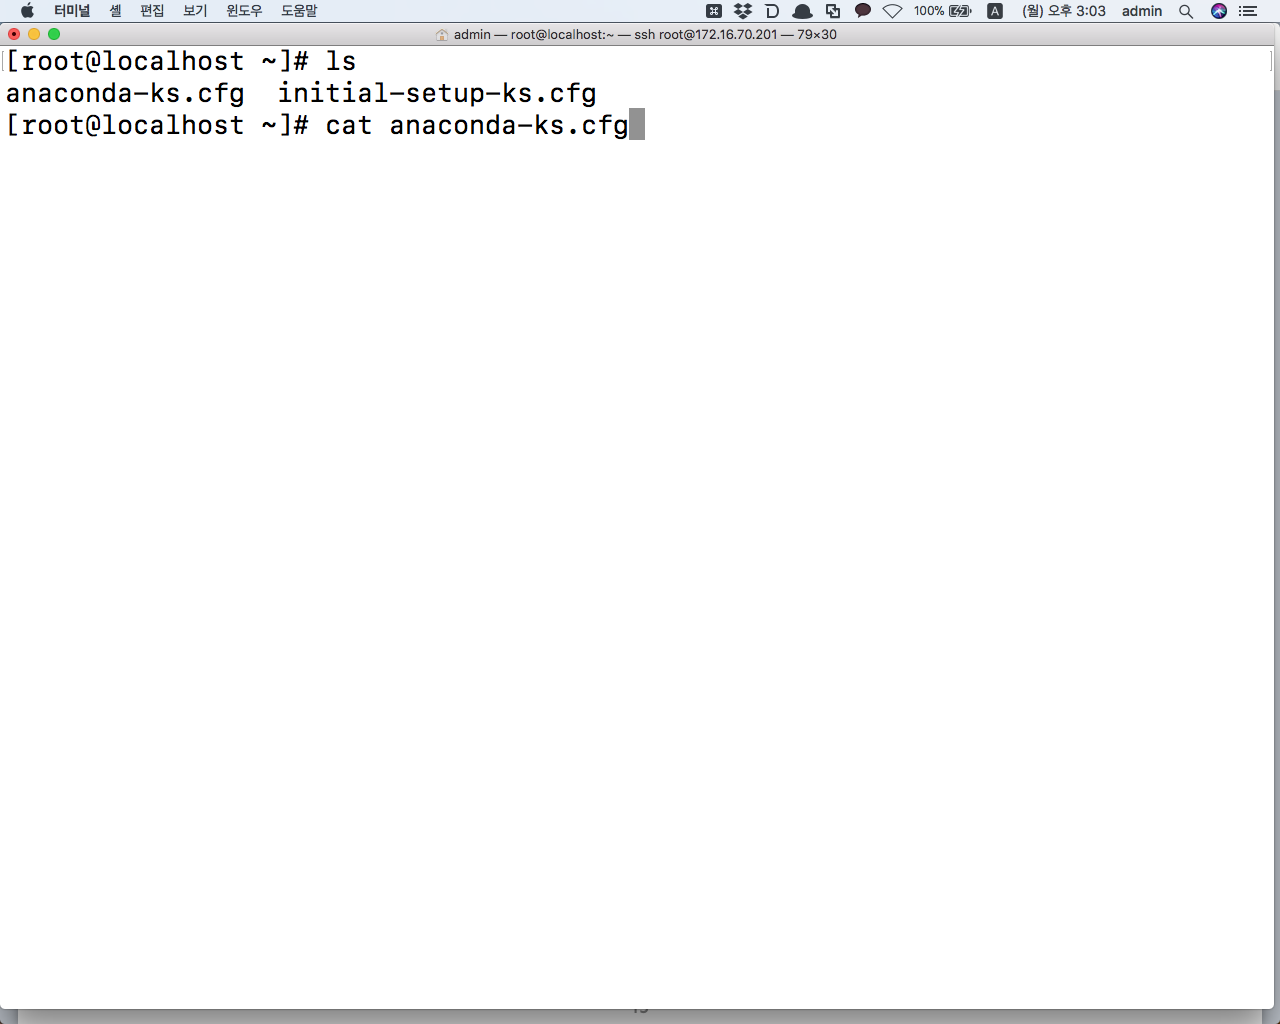 터미널 셸 편집 보기 윈도우 도움말 100% A (월) 오후 3:03 admin
admin — root@localhost:~ — ssh root@172.16.70.201 — 79×30
[root@localhost ~]# ls
anaconda-ks.cfg  initial-setup-ks.cfg
[root@localhost ~]# cat anaconda-ks.cfg